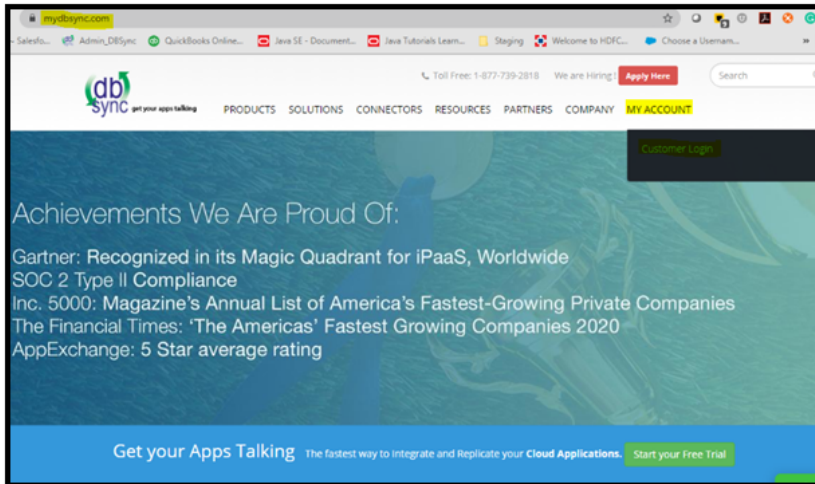 mydbsync.com
Salesfo... Admin_DBSync QuickBooks Online... Java SE - Document... Java Tutorials Learn... Staging Welcome to HDFC... Choose a Usernam... »
Toll Free: 1-877-739-2818 We are Hiring! Apply Here Search
db
sync get your apps talking
PRODUCTS SOLUTIONS CONNECTORS RESOURCES PARTNERS COMPANY MY ACCOUNT
Customer Login
Achievements We Are Proud Of:
Gartner: Recognized in its Magic Quadrant for iPaaS, Worldwide
SOC 2 Type II Compliance
Inc. 5000: Magazine's Annual List of America's Fastest-Growing Private Companies
The Financial Times: 'The Americas' Fastest Growing Companies 2020
AppExchange: 5 Star average rating
Get your Apps Talking The fastest way to Integrate and Replicate your Cloud Applications. Start your Free Trial